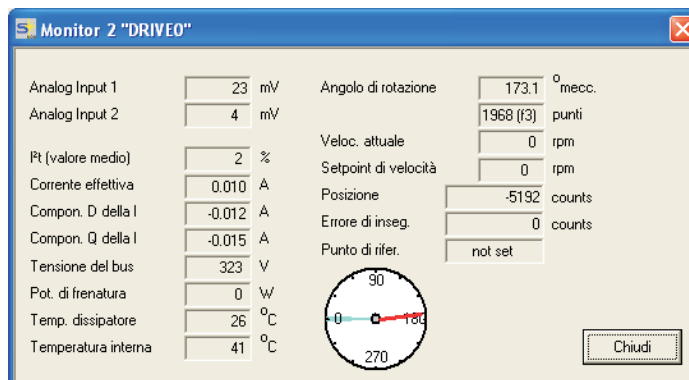 Monitor 2 "DRIVE0"
Analog Input 1 23 mV
Analog Input 2 4 mV
I²t (valore medio) 2 %
Corrente effettiva 0.010 A
Compon. D della I -0.012 A
Compon. Q della I -0.015 A
Tensione del bus 323 V
Pot. di frenatura 0 W
Temp. dissipatore 26 °C
Temperatura interna 41 °C
Angolo di rotazione 173.1 °mecc.
1968 (f3) punti
Veloc. attuale 0 rpm
Setpoint di velocità 0 rpm
Posizione -5192 counts
Errore di inseg. 0 counts
Punto di rifer. not set
90
0 180
270
Chiudi